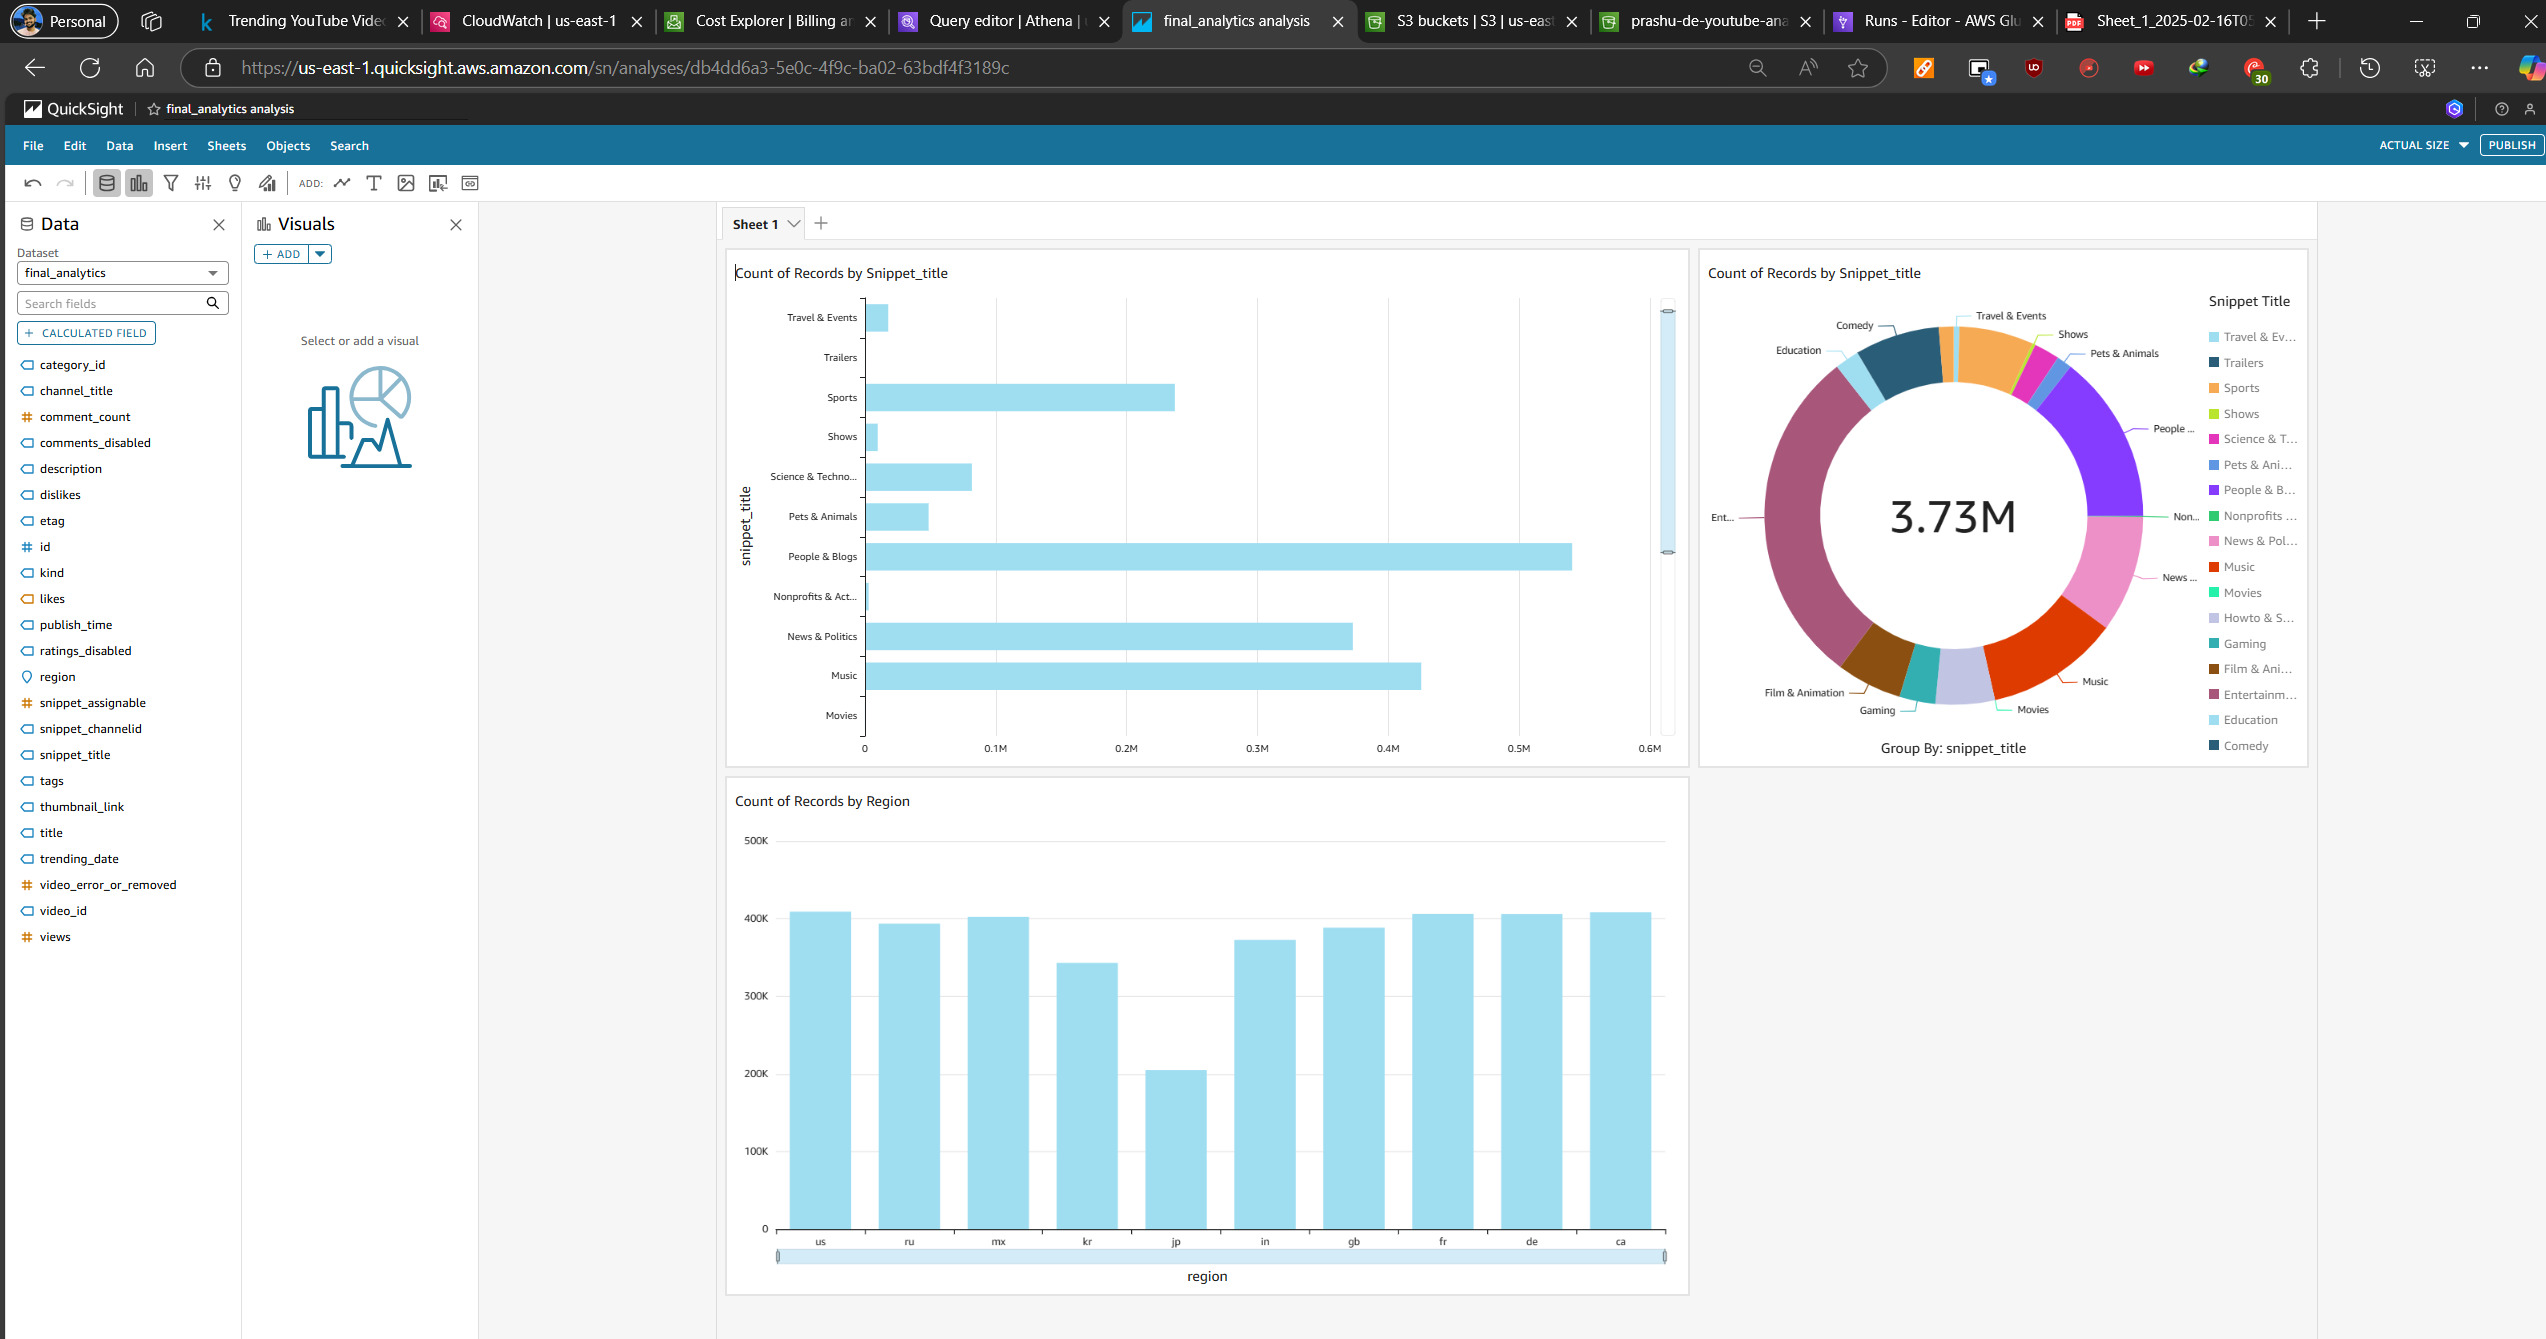 Personal
Trending YouTube Vide
CloudWatch | us-east-1
Cost Explorer | Billing an
Query editor | Athena |
final_analytics analysis
S3 buckets | S3 | us-east
prashu-de-youtube-ana
Runs - Editor - AWS Glu
Sheet_1_2025-02-16T05
https://us-east-1.quicksight.aws.amazon.com/sn/analyses/db4dd6a3-5e0c-4f9c-ba02-63bdf4f3189c
30
QuickSight
final_analytics analysis
File
Edit
Data
Insert
Sheets
Objects
Search
ACTUAL SIZE
PUBLISH
ADD:
Data
Dataset
final_analytics
Search fields
+ CALCULATED FIELD
category_id
channel_title
comment_count
comments_disabled
description
dislikes
etag
id
kind
likes
publish_time
ratings_disabled
region
snippet_assignable
snippet_channelid
snippet_title
tags
thumbnail_link
title
trending_date
video_error_or_removed
video_id
views
Visuals
+ ADD
Select or add a visual
Sheet 1
Count of Records by Snippet_title
snippet_title
Travel & Events
Trailers
Sports
Shows
Science & Techno...
Pets & Animals
People & Blogs
Nonprofits & Act...
News & Politics
Music
Movies
0
0.1M
0.2M
0.3M
0.4M
0.5M
0.6M
Count of Records by Snippet_title
Comedy
Travel & Events
Education
Shows
Pets & Animals
People ...
Ent...
3.73M
Non...
News ...
Music
Film & Animation
Gaming
Movies
Group By: snippet_title
Snippet Title
Travel & Ev...
Trailers
Sports
Shows
Science & T...
Pets & Ani...
People & B...
Nonprofits ...
News & Pol...
Music
Movies
Howto & S...
Gaming
Film & Ani...
Entertainm...
Education
Comedy
Count of Records by Region
500K
400K
300K
200K
100K
0
us
ru
mx
kr
jp
in
gb
fr
de
ca
region